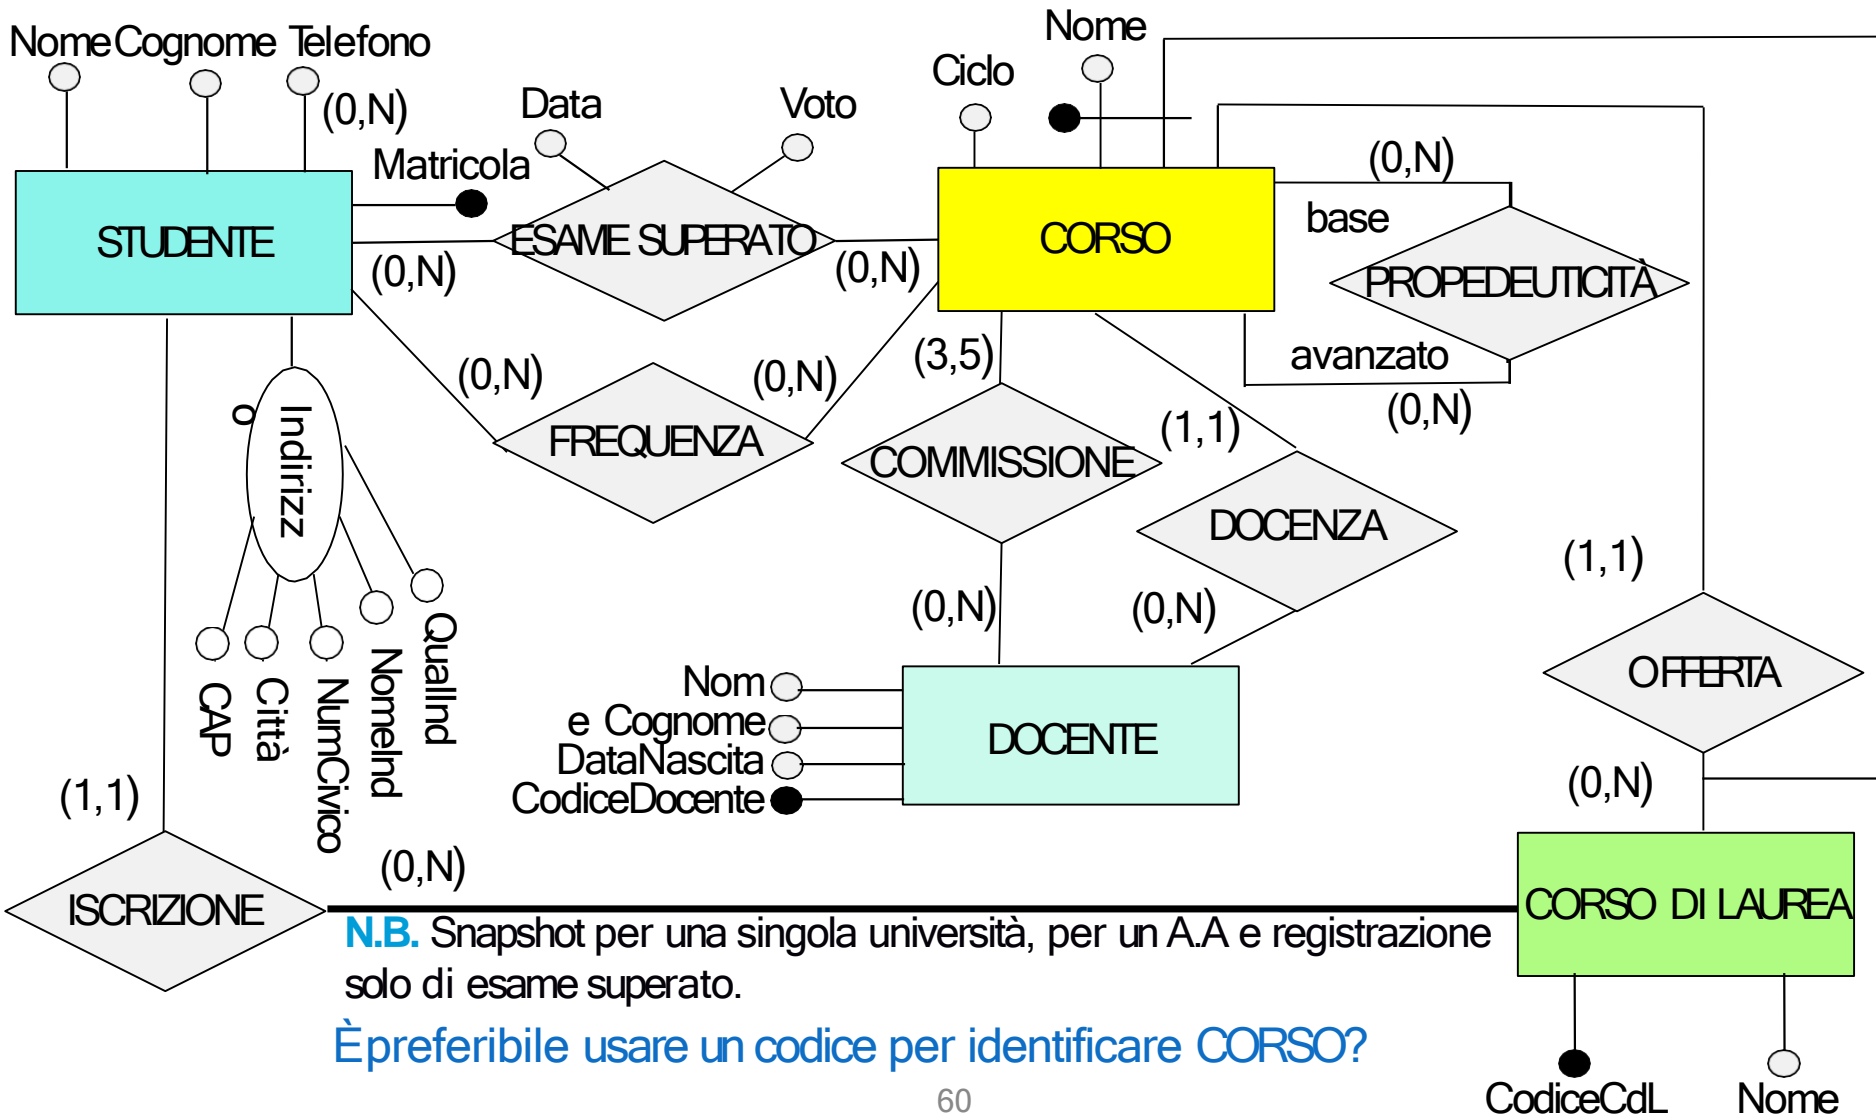 Nome Cognome Telefono
(0,N)
Matricola
Data
Voto
Ciclo
Nome
STUDENTE
ESAME SUPERATO
CORSO
(0,N)
(0,N)
(0,N)
base
PROPEDEUTICITÀ
avanzato
(0,N)
(0,N)
FREQUENZA
(0,N)
(3,5)
COMMISSIONE
(1,1)
DOCENZA
(0,N)
(0,N)
(1,1)
OFFERTA
(0,N)
Indirizz
o
CAP
Città
NumCivico
NomeInd
QualInd
Nom
e Cognome
DataNascita
CodiceDocente
DOCENTE
(1,1)
ISCRIZIONE
(0,N)
CORSO DI LAUREA
N.B. Snapshot per una singola università, per un A.A e registrazione
solo di esame superato.
È preferibile usare un codice per identificare CORSO?
60
CodiceCdL
Nome